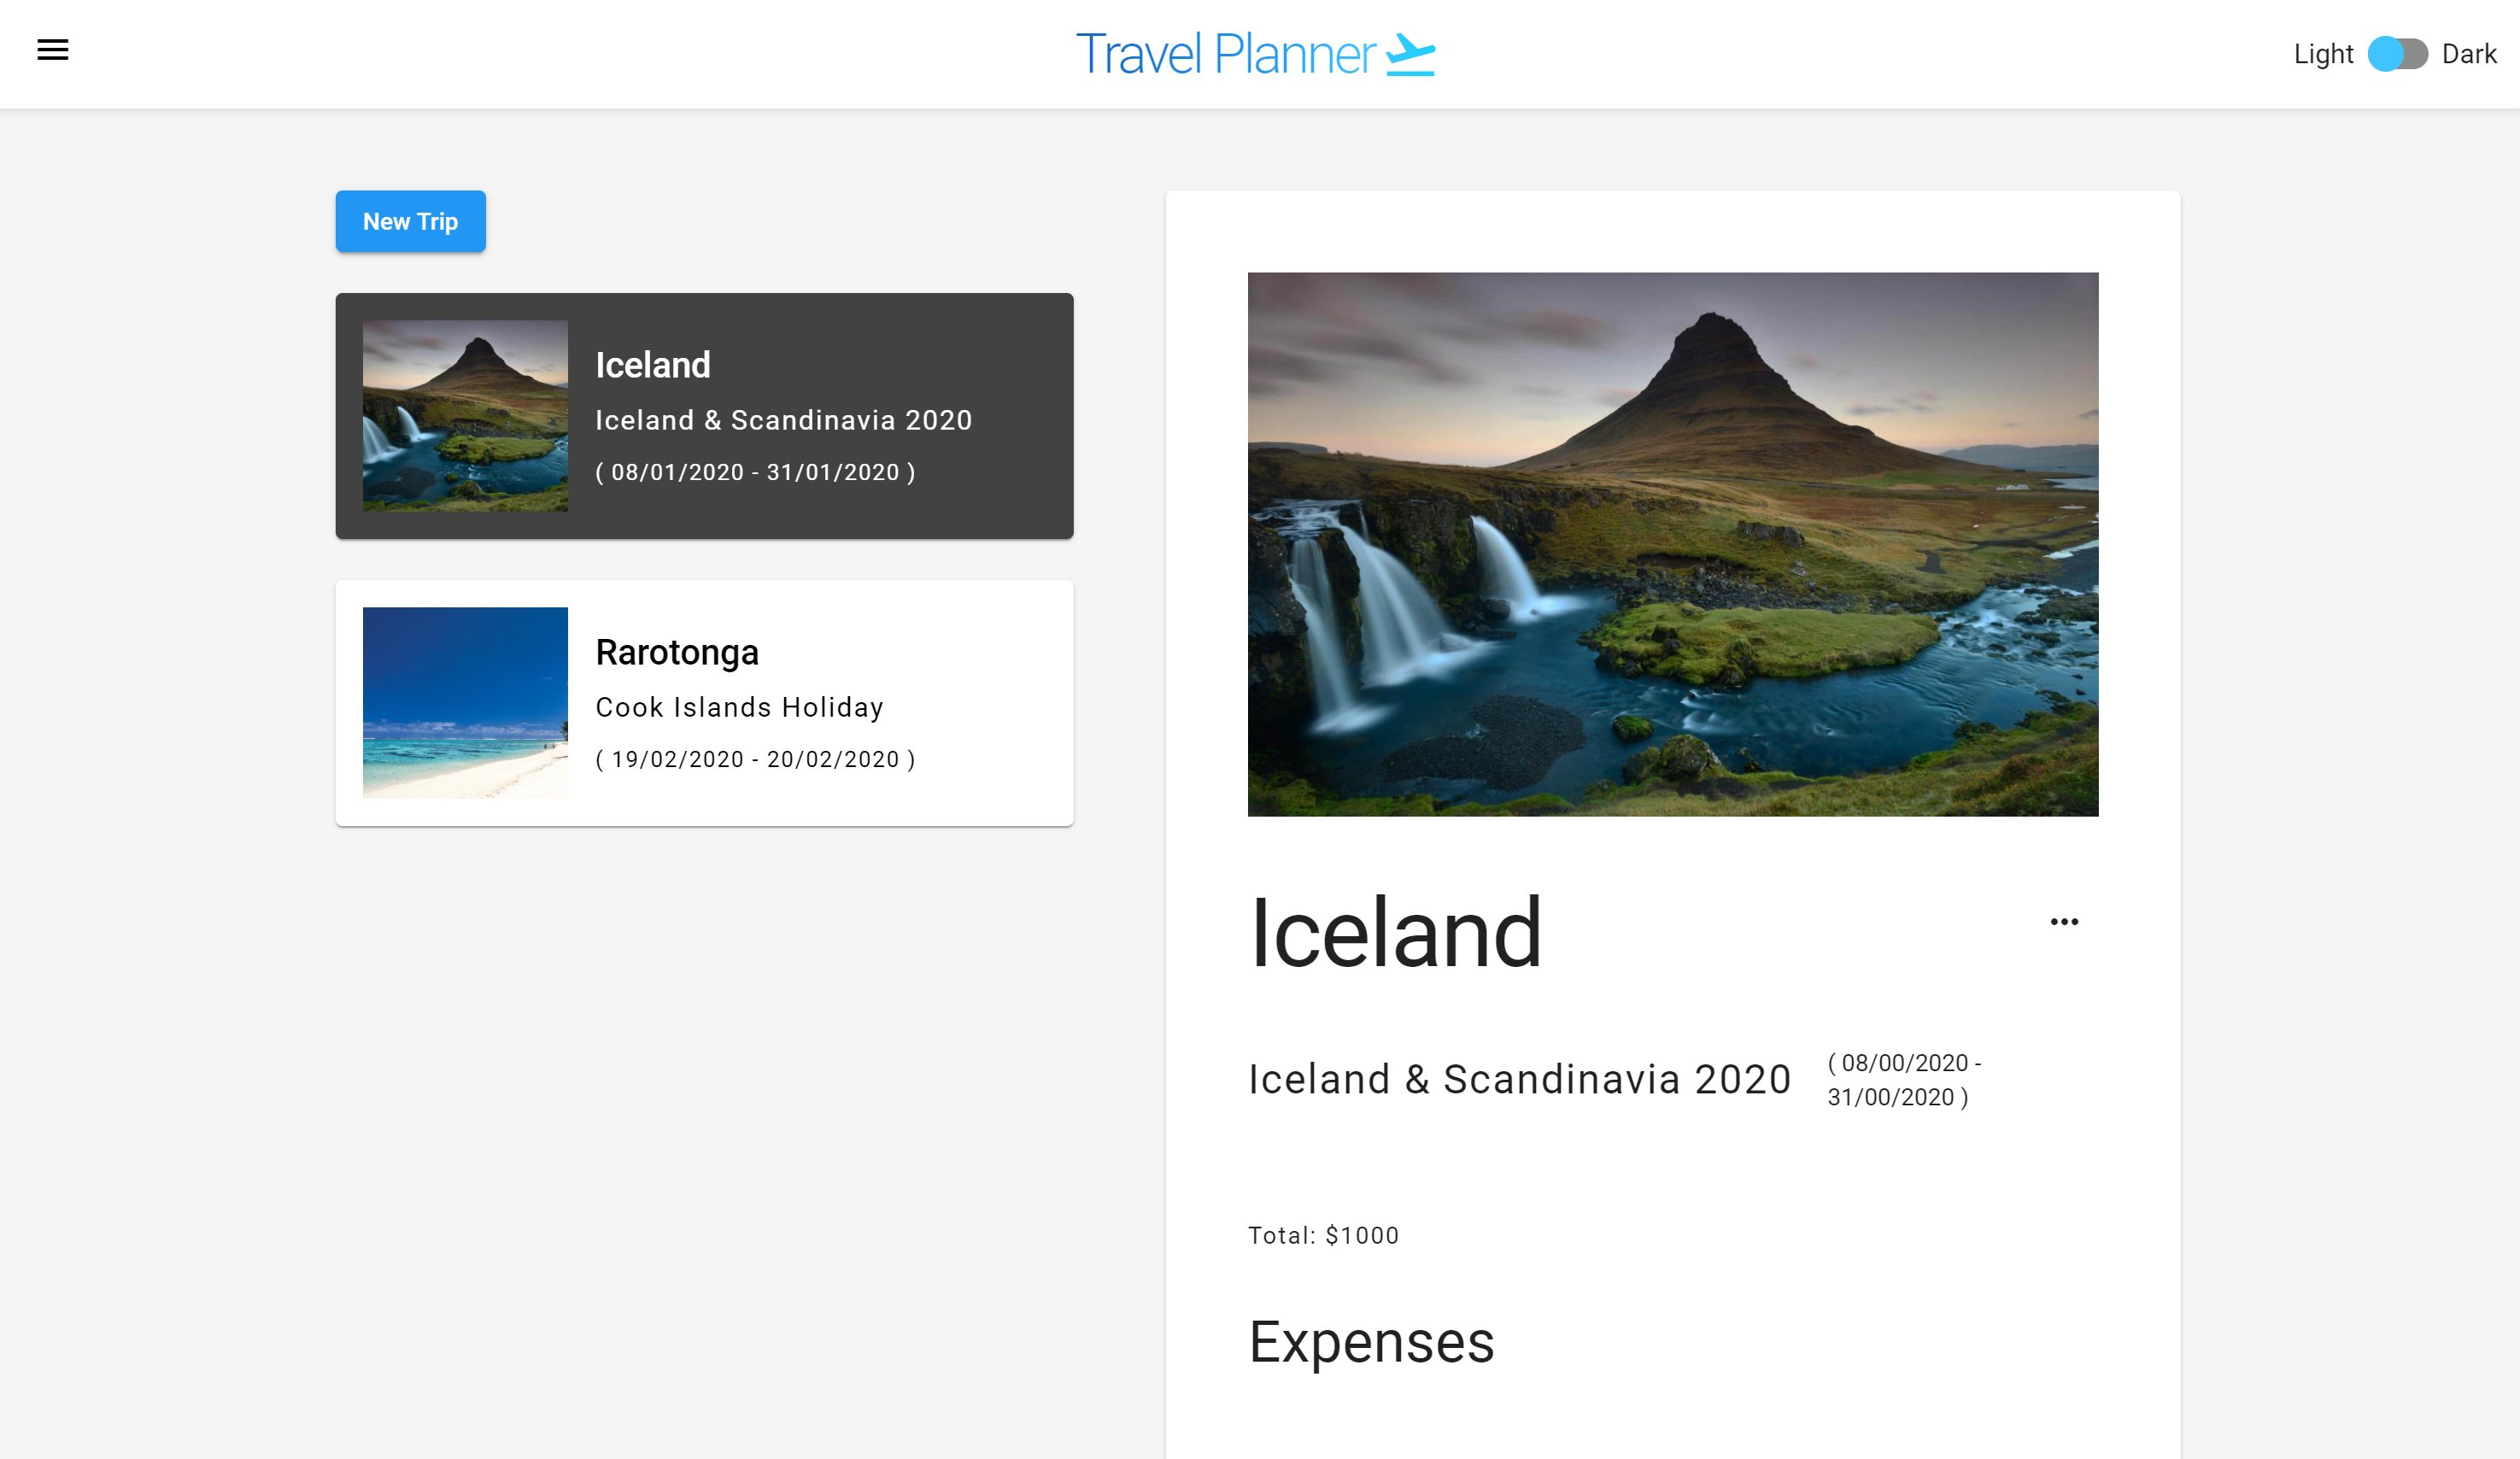 Travel Planner
Light Dark
New Trip
Iceland
Iceland & Scandinavia 2020
( 08/01/2020 - 31/01/2020 )
Rarotonga
Cook Islands Holiday
( 19/02/2020 - 20/02/2020 )
Iceland
Iceland & Scandinavia 2020
( 08/00/2020 -
31/00/2020 )
Total: $1000
Expenses